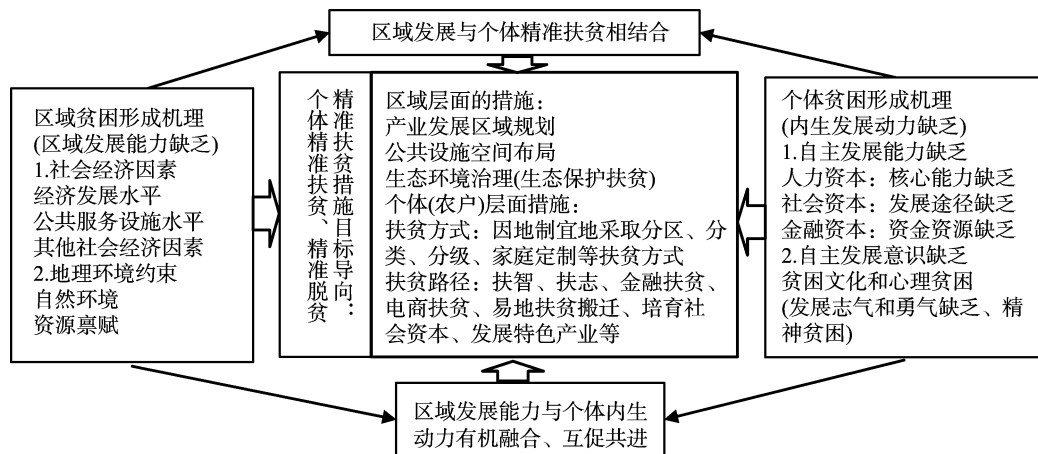 区域发展与个体精准扶贫相结合
区域贫困形成机理
(区域发展能力缺乏)
1.社会经济因素
经济发展水平
公共服务设施水平
其他社会经济因素
2.地理环境约束
自然环境
资源禀赋
精准扶贫措施目标导向：
个体精准扶贫、精准脱贫
区域层面的措施：
产业发展区域规划
公共设施空间布局
生态环境治理(生态保护扶贫)
个体(农户)层面措施：
扶贫方式：因地制宜地采取分区、分
类、分级、家庭定制等扶贫方式
扶贫路径：扶智、扶志、金融扶贫、
电商扶贫、易地扶贫搬迁、培育社
会资本、发展特色产业等
个体贫困形成机理
(内生发展动力缺乏)
1.自主发展能力缺乏
人力资本：核心能力缺乏
社会资本：发展途径缺乏
金融资本：资金资源缺乏
2.自主发展意识缺乏
贫困文化和心理贫困
(发展志气和勇气缺乏、精
神贫困)
区域发展能力与个体内生
动力有机融合、互促共进